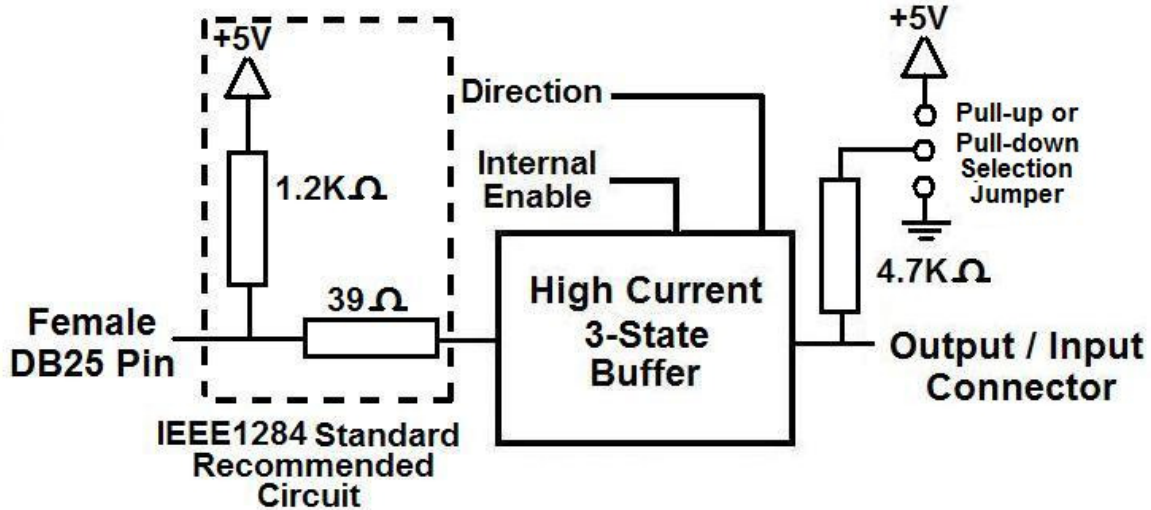 +5V
1.2KΩ
39Ω
Female
DB25 Pin
IEEE1284 Standard
Recommended
Circuit
Direction
Internal
Enable
High Current
3-State
Buffer
+5V
Pull-up or
Pull-down
Selection
Jumper
4.7KΩ
Output / Input
Connector